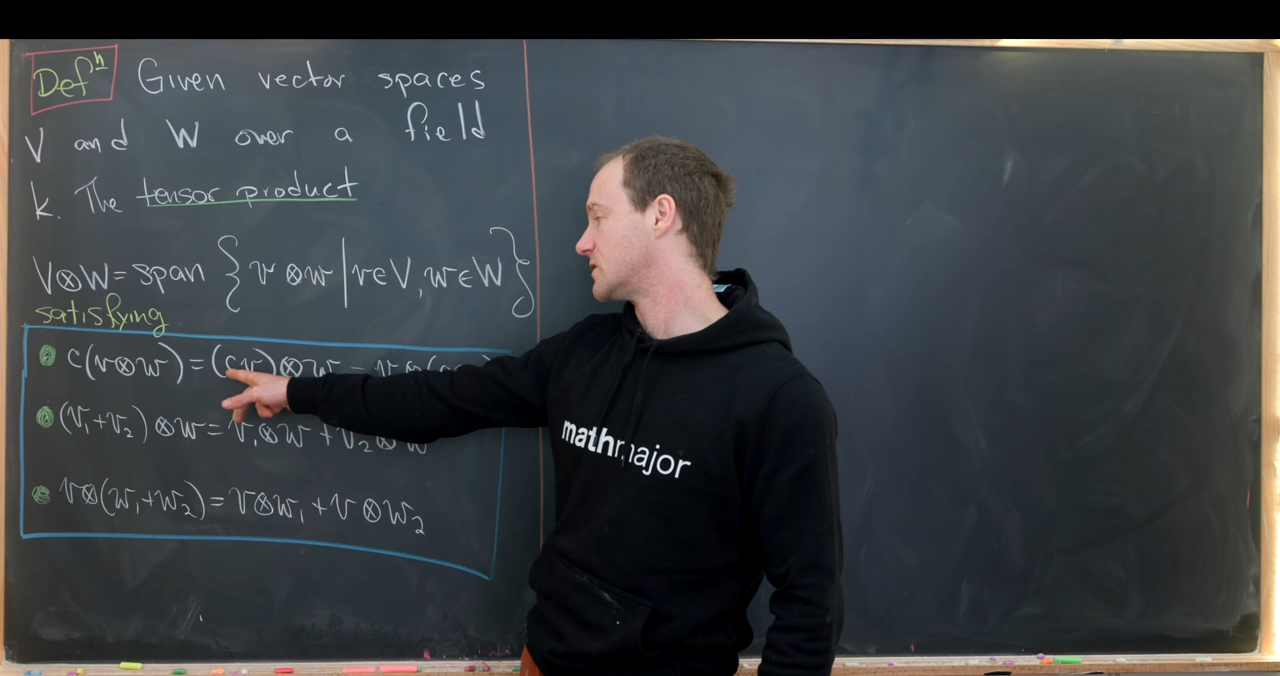 Defⁿ Given vector spaces
V and W over a field
k. The tensor product
V⊗W = span { v⊗w | v∈V, w∈W }
satisfying
• c(v⊗w) = (cv)⊗w = v⊗(
• (v₁+v₂)⊗w = v₁⊗w + v₂⊗w
• v⊗(w₁+w₂) = v⊗w₁ + v⊗w₂
mathmajor